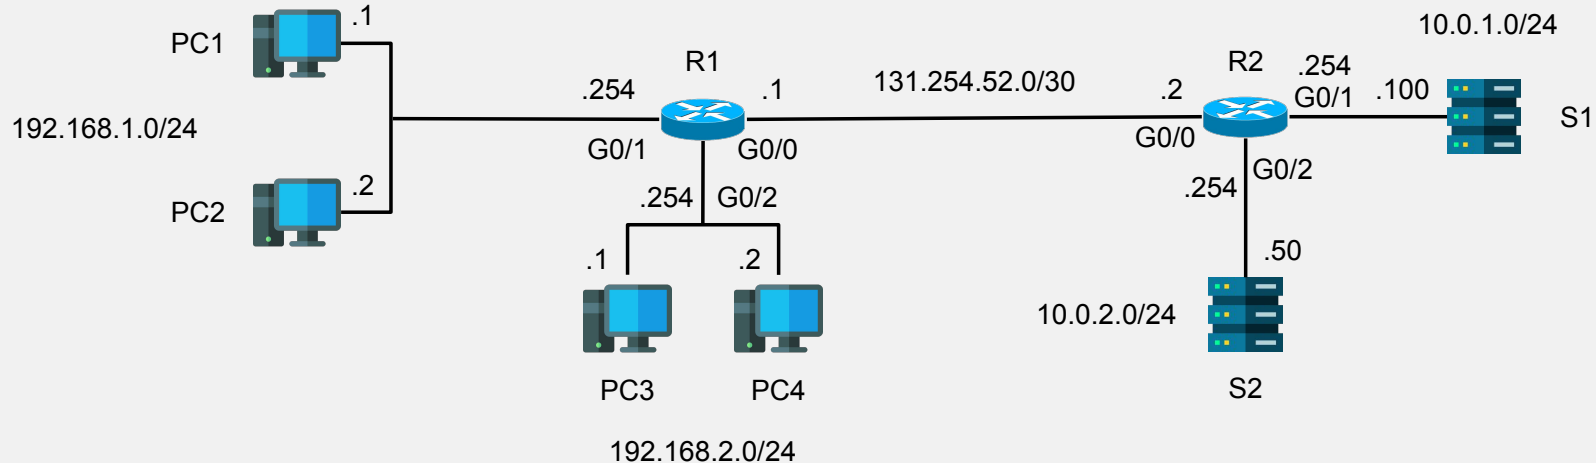 .1
PC1
192.168.1.0/24
PC2
.2
.254
R1
.1
G0/1
G0/0
.254
G0/2
.1
.2
PC3
PC4
192.168.2.0/24
131.254.52.0/30
.2
R2
G0/0
.254
G0/1
.100
10.0.1.0/24
S1
G0/2
.254
.50
10.0.2.0/24
S2